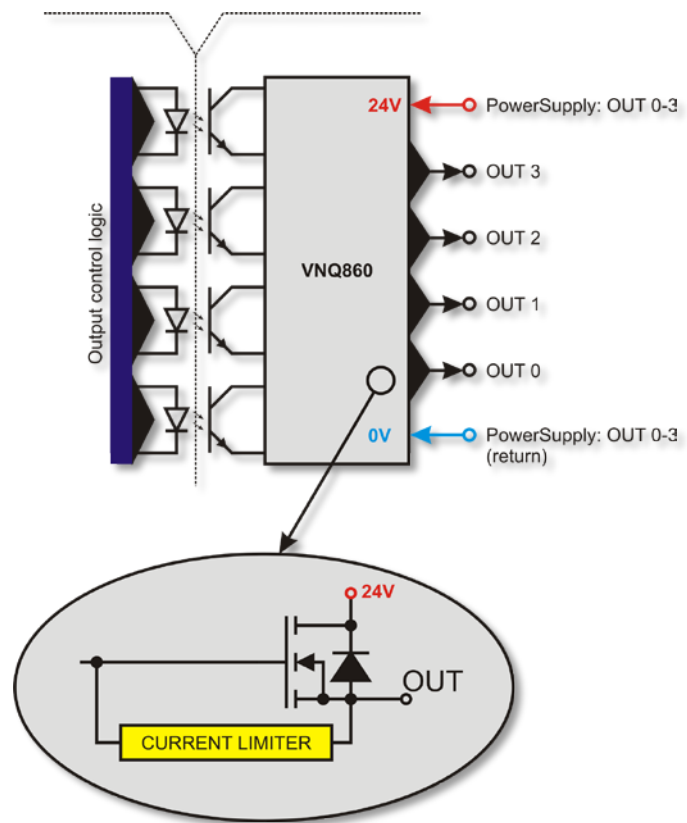 24V
PowerSupply: OUT 0-3
OUT 3
OUT 2
Output control logic
VNQ860
OUT 1
OUT 0
0V
PowerSupply: OUT 0-3
(return)
24V
OUT
CURRENT LIMITER